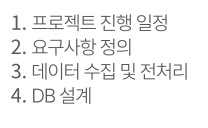 1. 프로젝트 진행 일정
2. 요구사항 정의
3. 데이터 수집 및 전처리
4. DB 설계